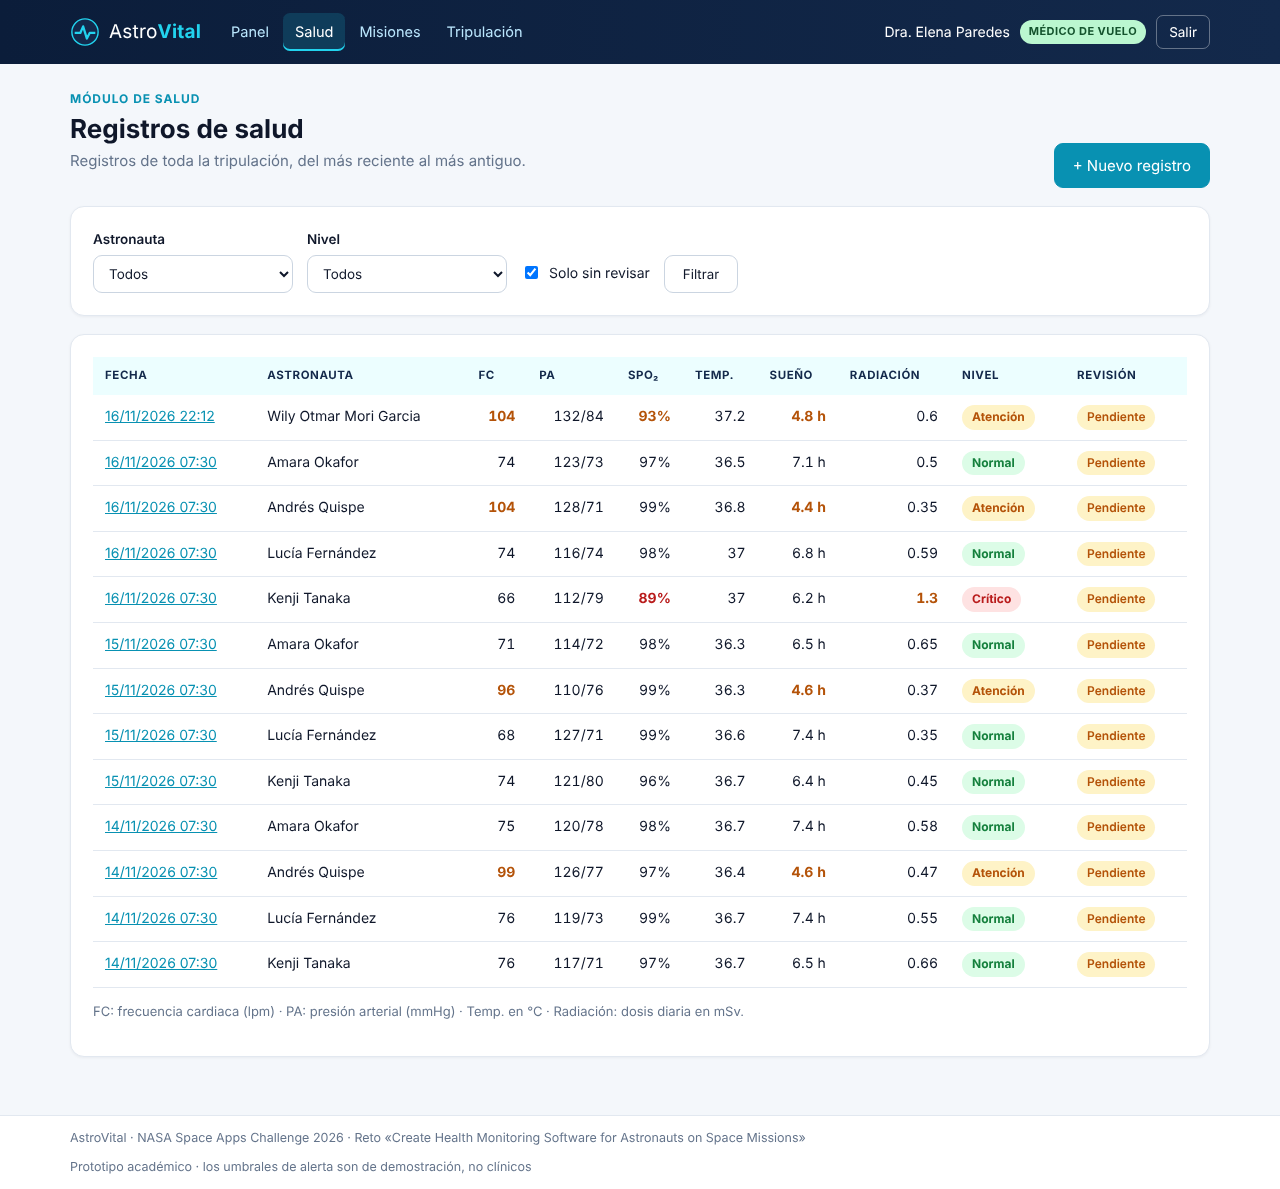 AstroVital Panel Salud Misiones Tripulación Dra. Elena Paredes MÉDICO DE VUELO Salir
MÓDULO DE SALUD
Registros de salud
Registros de toda la tripulación, del más reciente al más antiguo.
+ Nuevo registro
Astronauta Nivel
Todos Todos Solo sin revisar Filtrar
FECHA ASTRONAUTA FC PA SPO₂ TEMP. SUEÑO RADIACIÓN NIVEL REVISIÓN
16/11/2026 22:12 Wily Otmar Mori Garcia 104 132/84 93% 37.2 4.8 h 0.6 Atención Pendiente
16/11/2026 07:30 Amara Okafor 74 123/73 97% 36.5 7.1 h 0.5 Normal Pendiente
16/11/2026 07:30 Andrés Quispe 104 128/71 99% 36.8 4.4 h 0.35 Atención Pendiente
16/11/2026 07:30 Lucía Fernández 74 116/74 98% 37 6.8 h 0.59 Normal Pendiente
16/11/2026 07:30 Kenji Tanaka 66 112/79 89% 37 6.2 h 1.3 Crítico Pendiente
15/11/2026 07:30 Amara Okafor 71 114/72 98% 36.3 6.5 h 0.65 Normal Pendiente
15/11/2026 07:30 Andrés Quispe 96 110/76 99% 36.3 4.6 h 0.37 Atención Pendiente
15/11/2026 07:30 Lucía Fernández 68 127/71 99% 36.6 7.4 h 0.35 Normal Pendiente
15/11/2026 07:30 Kenji Tanaka 74 121/80 96% 36.7 6.4 h 0.45 Normal Pendiente
14/11/2026 07:30 Amara Okafor 75 120/78 98% 36.7 7.4 h 0.58 Normal Pendiente
14/11/2026 07:30 Andrés Quispe 99 126/77 97% 36.4 4.6 h 0.47 Atención Pendiente
14/11/2026 07:30 Lucía Fernández 76 119/73 99% 36.7 7.4 h 0.55 Normal Pendiente
14/11/2026 07:30 Kenji Tanaka 76 117/71 97% 36.7 6.5 h 0.66 Normal Pendiente
FC: frecuencia cardiaca (lpm) · PA: presión arterial (mmHg) · Temp. en °C · Radiación: dosis diaria en mSv.
AstroVital · NASA Space Apps Challenge 2026 · Reto «Create Health Monitoring Software for Astronauts on Space Missions»
Prototipo académico · los umbrales de alerta son de demostración, no clínicos